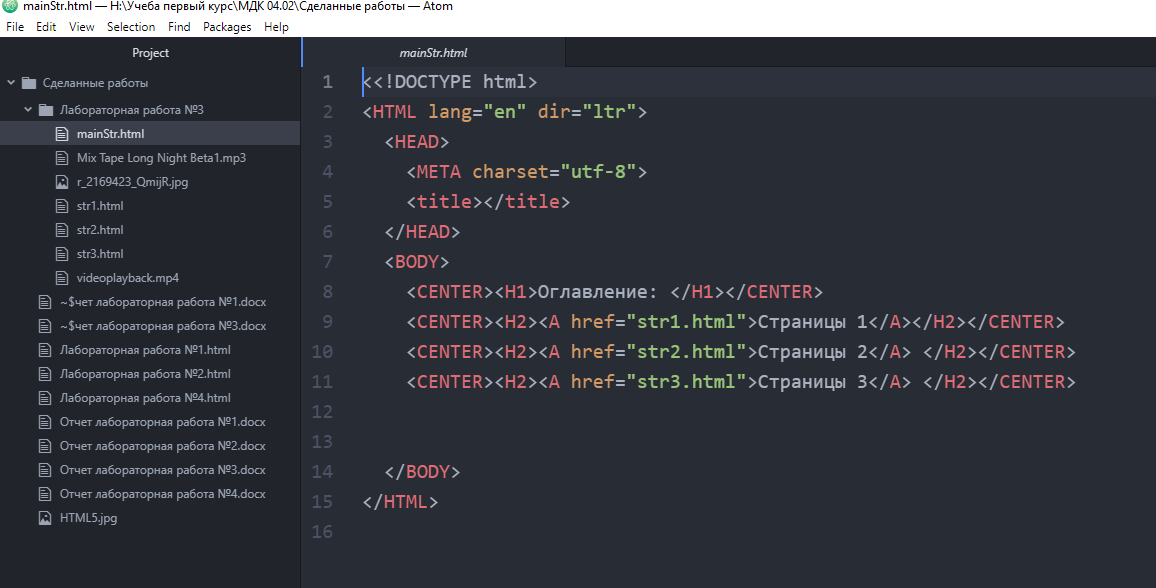 mainStr.html — H:\Учеба первый курс\МДК 04.02\Сделанные работы — Atom
File Edit View Selection Find Packages Help
Project
Сделанные работы
Лабораторная работа №3
mainStr.html
Mix Tape Long Night Beta1.mp3
r_2169423_QmijR.jpg
str1.html
str2.html
str3.html
videoplayback.mp4
~$чет лабораторная работа №1.docx
~$чет лабораторная работа №3.docx
Лабораторная работа №1.html
Лабораторная работа №2.html
Лабораторная работа №4.html
Отчет лабораторная работа №1.docx
Отчет лабораторная работа №2.docx
Отчет лабораторная работа №3.docx
Отчет лабораторная работа №4.docx
HTML5.jpg
mainStr.html
1 <<!DOCTYPE html>
2 <HTML lang="en" dir="ltr">
3 <HEAD>
4 <META charset="utf-8">
5 <title></title>
6 </HEAD>
7 <BODY>
8 <CENTER><H1>Оглавление: </H1></CENTER>
9 <CENTER><H2><A href="str1.html">Страницы 1</A></H2></CENTER>
10 <CENTER><H2><A href="str2.html">Страницы 2</A> </H2></CENTER>
11 <CENTER><H2><A href="str3.html">Страницы 3</A> </H2></CENTER>
12
13
14 </BODY>
15 </HTML>
16